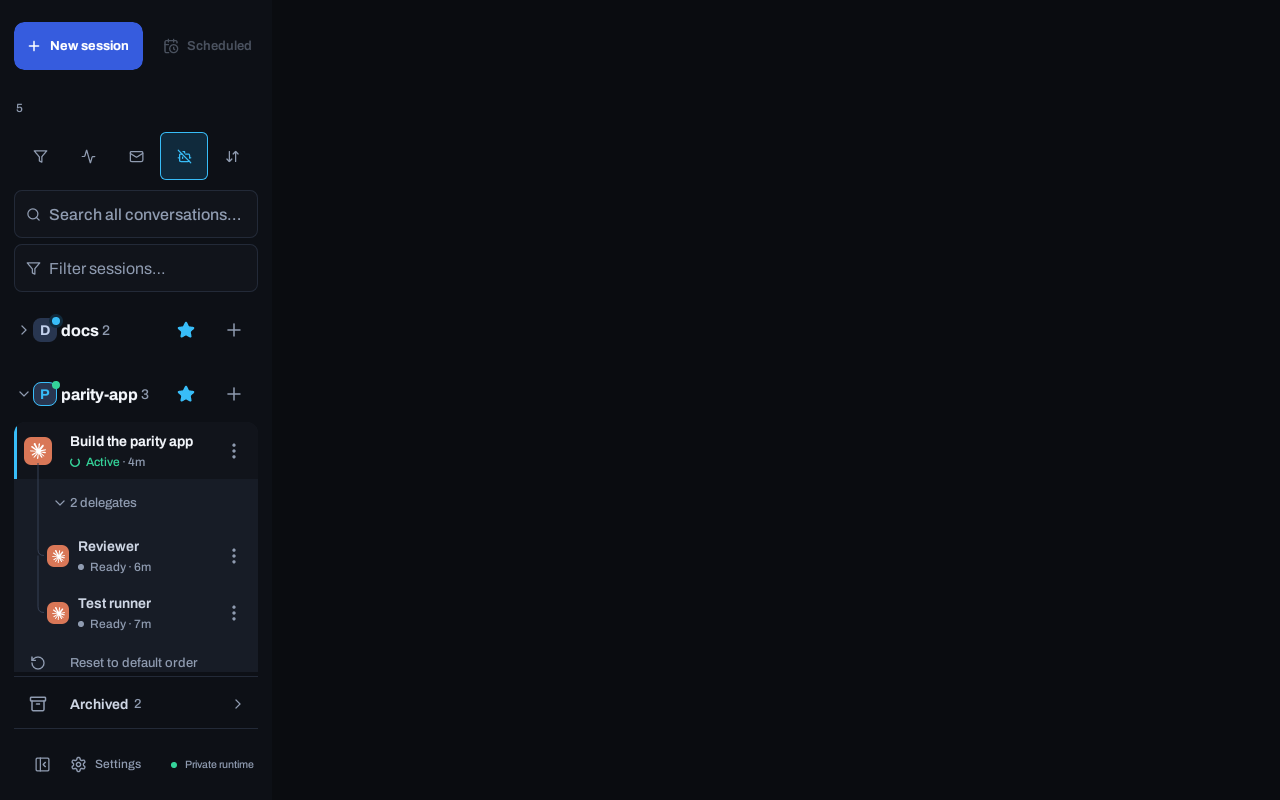 New session
Scheduled
5
Search all conversations...
Filter sessions...
D docs 2
P parity-app 3
Build the parity app
Active · 4m
2 delegates
Reviewer
Ready · 6m
Test runner
Ready · 7m
Reset to default order
Archived 2
Settings
Private runtime